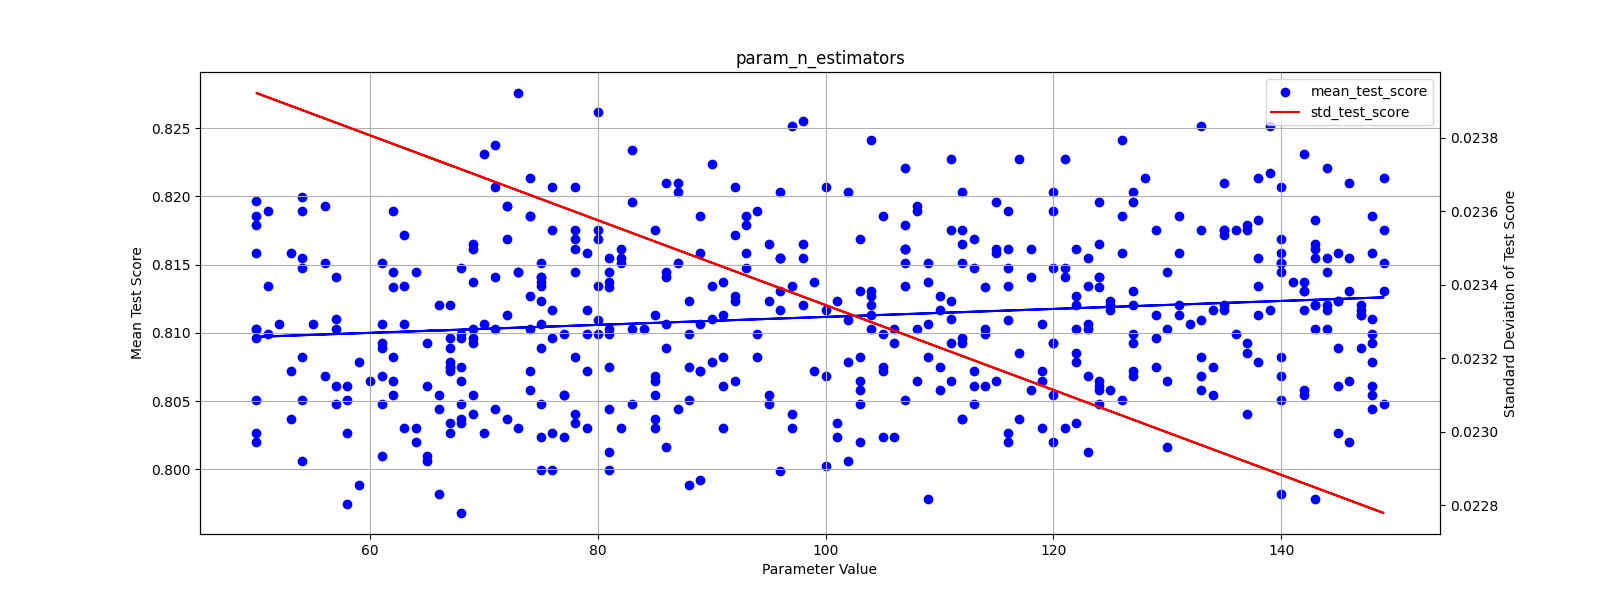 param_n_estimators
mean_test_score
std_test_score
Mean Test Score
0.825
0.820
0.815
0.810
0.805
0.800
0.0238
0.0236
0.0234
0.0232
0.0230
0.0228
Standard Deviation of Test Score
60 80 100 120 140
Parameter Value